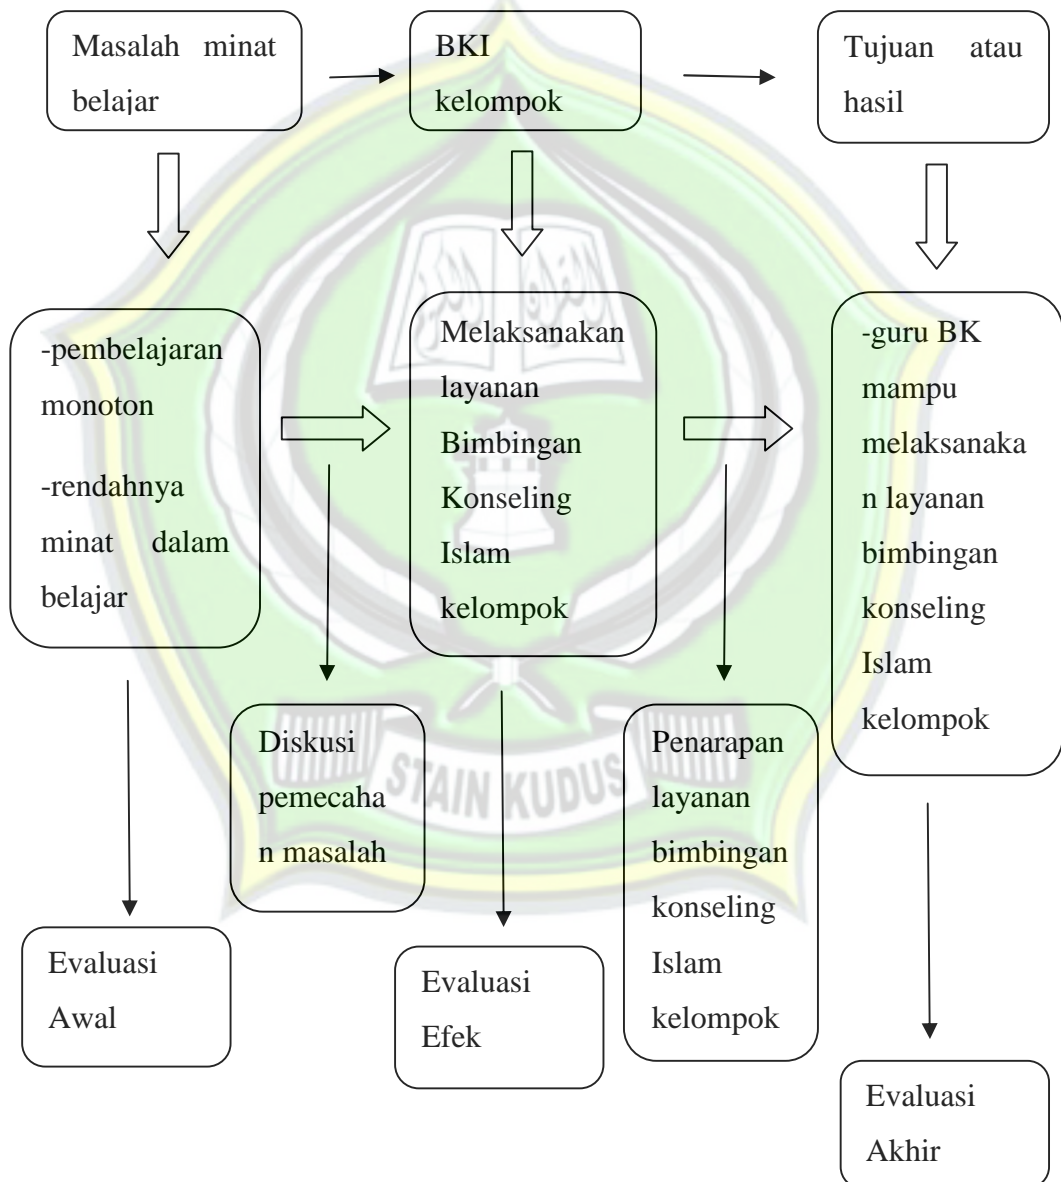 Masalah minat
belajar
BKI
kelompok
Tujuan atau
hasil
-pembelajaran
monoton
-rendahnya
minat dalam
belajar
Melaksanakan
layanan
Bimbingan
Konseling
Islam
kelompok
-guru BK
mampu
melaksanaka
n layanan
bimbingan
konseling
Islam
kelompok
Diskusi
pemecaha
n masalah
STAIN KUDUS
Penarapan
layanan
bimbingan
konseling
Islam
kelompok
Evaluasi
Awal
Evaluasi
Efek
Evaluasi
Akhir